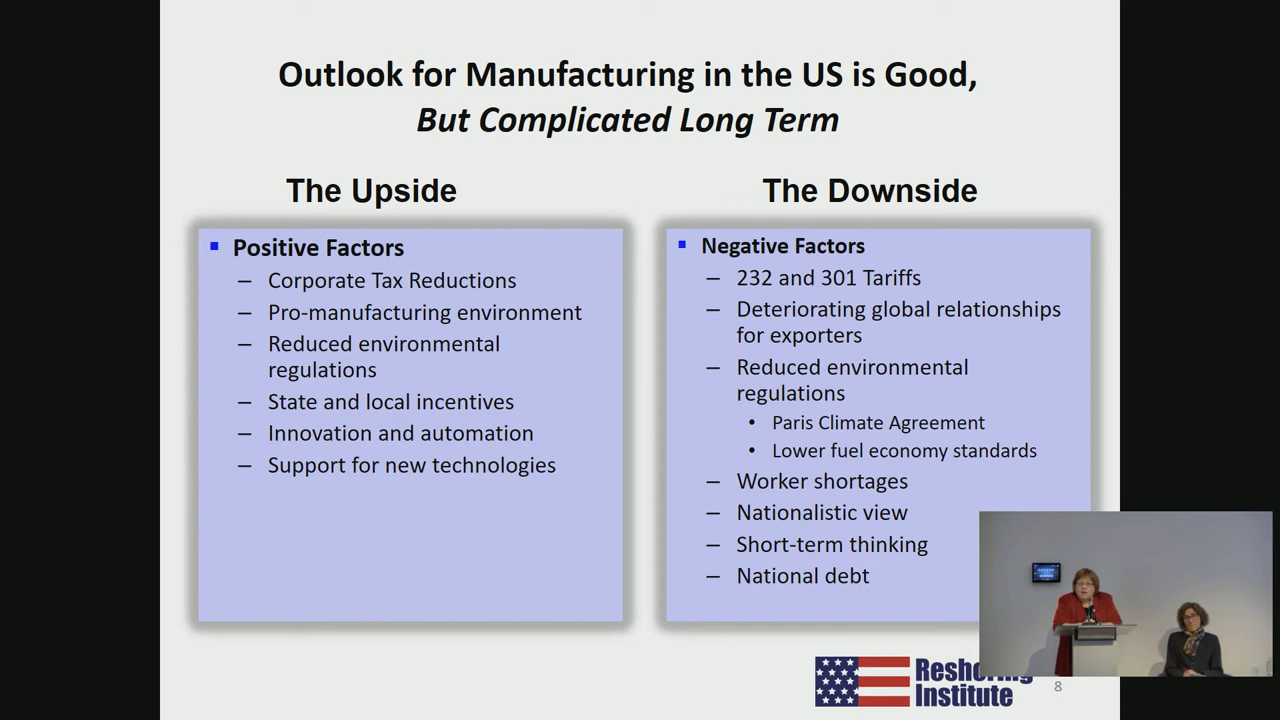 Outlook for Manufacturing in the US is Good,
But Complicated Long Term
The Upside
▪ Positive Factors
– Corporate Tax Reductions
– Pro-manufacturing environment
– Reduced environmental
regulations
– State and local incentives
– Innovation and automation
– Support for new technologies
The Downside
▪ Negative Factors
– 232 and 301 Tariffs
– Deteriorating global relationships
for exporters
– Reduced environmental
regulations
• Paris Climate Agreement
• Lower fuel economy standards
– Worker shortages
– Nationalistic view
– Short-term thinking
– National debt
Reshoring
Institute
8